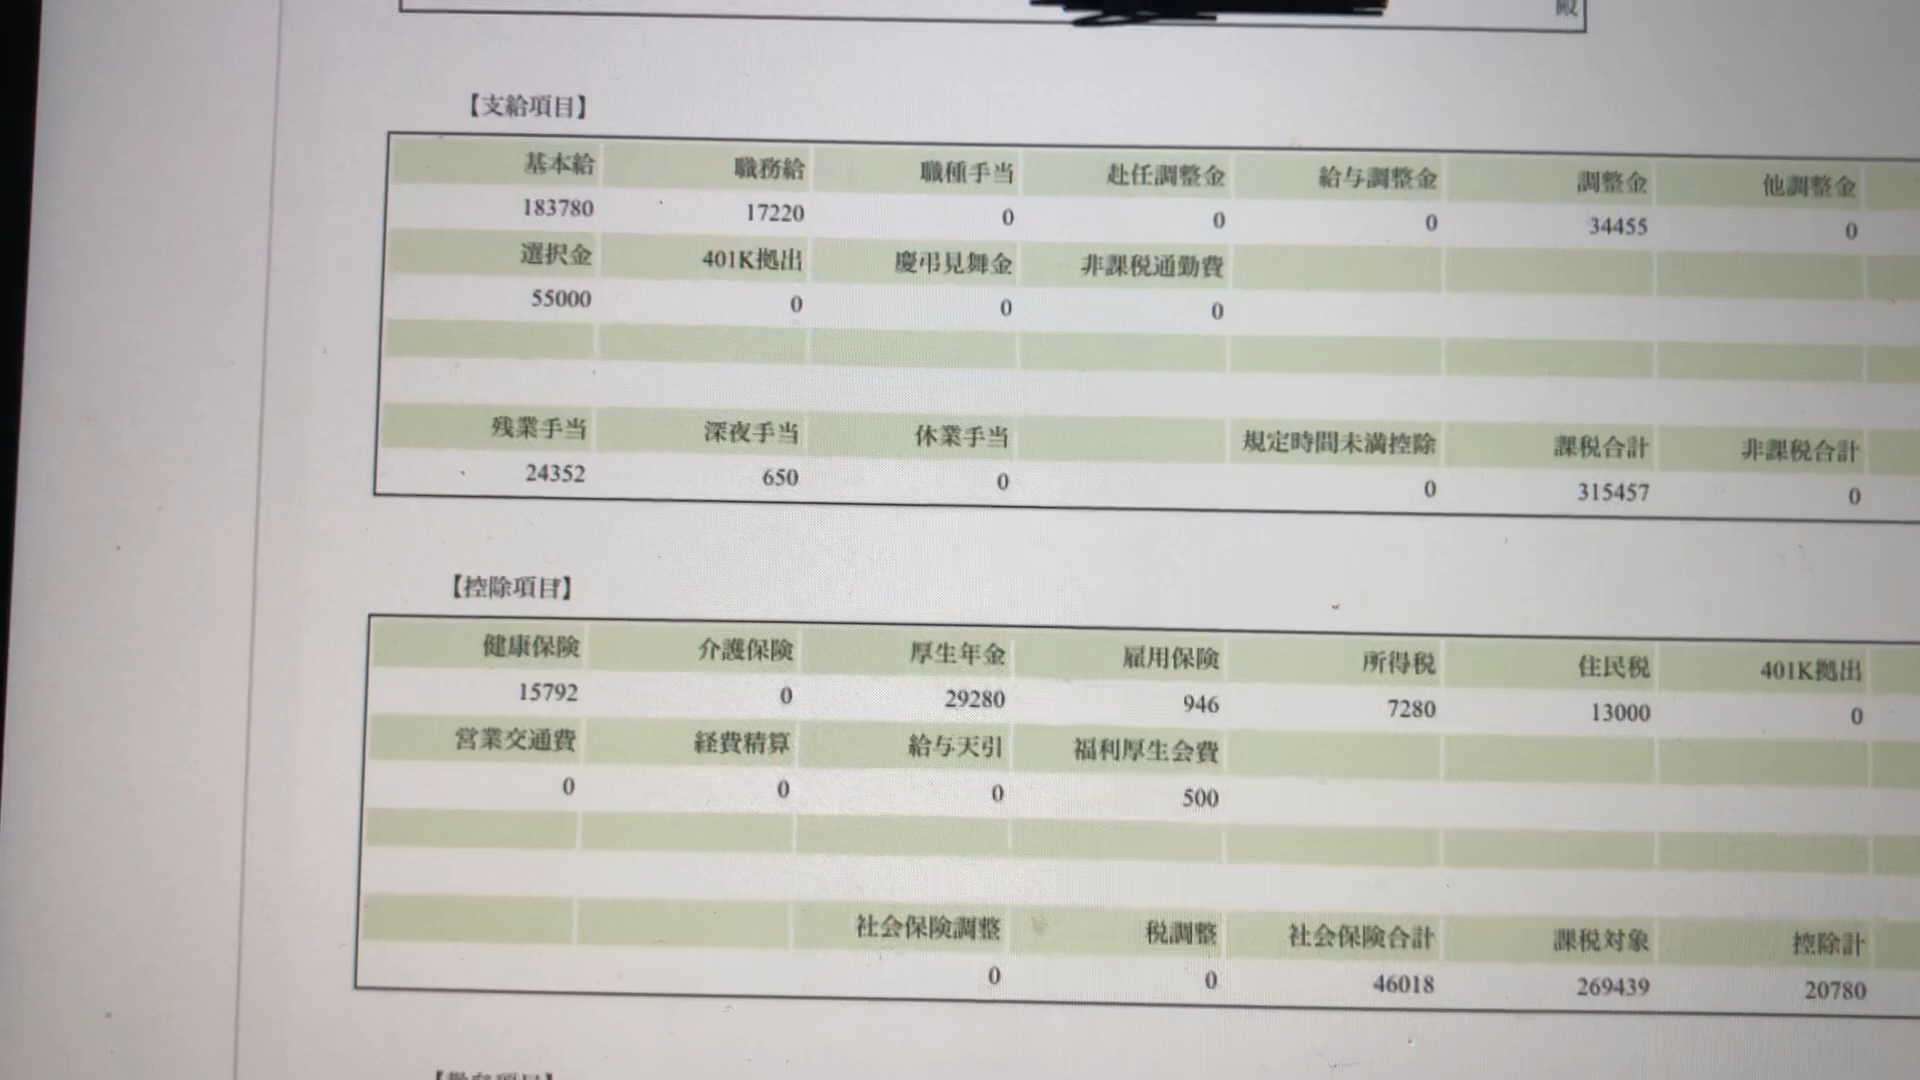 殿
【支給項目】
基本給 職務給 職種手当 赴任調整金 給与調整金 調整金 他調整金
183780 17220 0 0 0 34455 0
選択金 401K拠出 慶弔見舞金 非課税通勤費
55000 0 0 0
残業手当 深夜手当 休業手当 規定時間未満控除 課税合計 非課税合計
24352 650 0 0 315457 0
【控除項目】
健康保険 介護保険 厚生年金 雇用保険 所得税 住民税 401K拠出
15792 0 29280 946 7280 13000 0
営業交通費 経費精算 給与天引 福利厚生会費
0 0 0 500
社会保険調整 税調整 社会保険合計 課税対象 控除計
0 0 46018 269439 20780